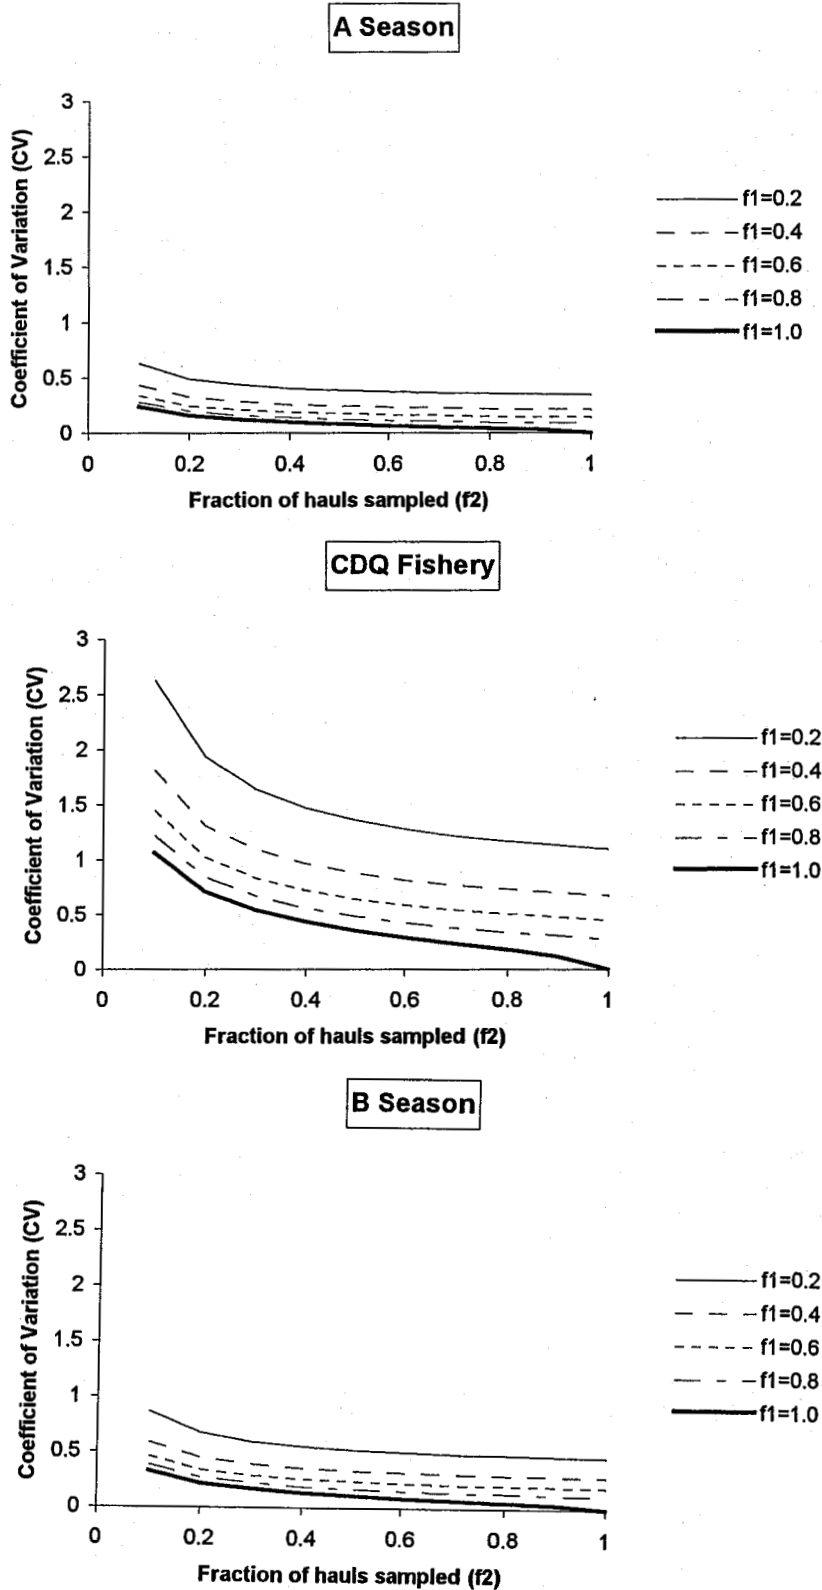 A Season
Coefficient of Variation (CV)
3
2.5
2
1.5
1
0.5
0
0 0.2 0.4 0.6 0.8 1
Fraction of hauls sampled (f2)
f1=0.2
f1=0.4
f1=0.6
f1=0.8
f1=1.0
CDQ Fishery
Coefficient of Variation (CV)
3
2.5
2
1.5
1
0.5
0
0 0.2 0.4 0.6 0.8 1
Fraction of hauls sampled (f2)
f1=0.2
f1=0.4
f1=0.6
f1=0.8
f1=1.0
B Season
Coefficient of Variation (CV)
3
2.5
2
1.5
1
0.5
0
0 0.2 0.4 0.6 0.8 1
Fraction of hauls sampled (f2)
f1=0.2
f1=0.4
f1=0.6
f1=0.8
f1=1.0